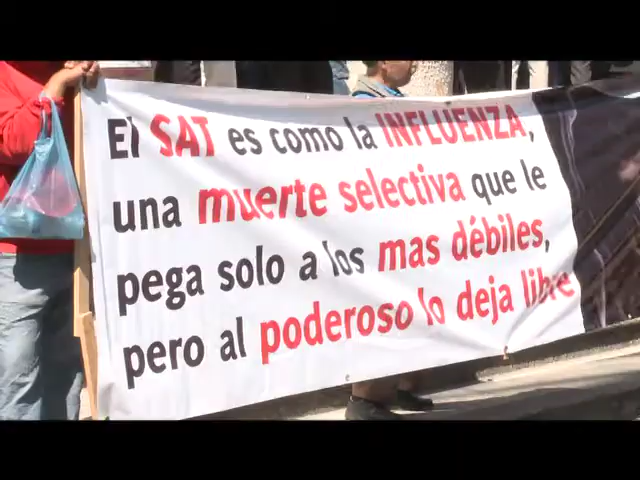 El SAT es como la INFLUENZA,
una muerte selectiva que le
pega solo a los mas débiles,
pero al poderoso lo deja libre